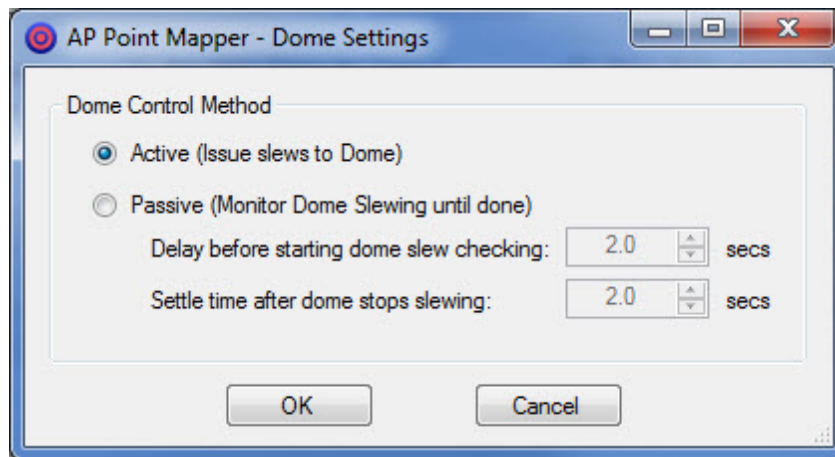 AP Point Mapper - Dome Settings
Dome Control Method
Active (Issue slews to Dome)
Passive (Monitor Dome Slewing until done)
Delay before starting dome slew checking: 2.0 secs
Settle time after dome stops slewing: 2.0 secs
OK Cancel